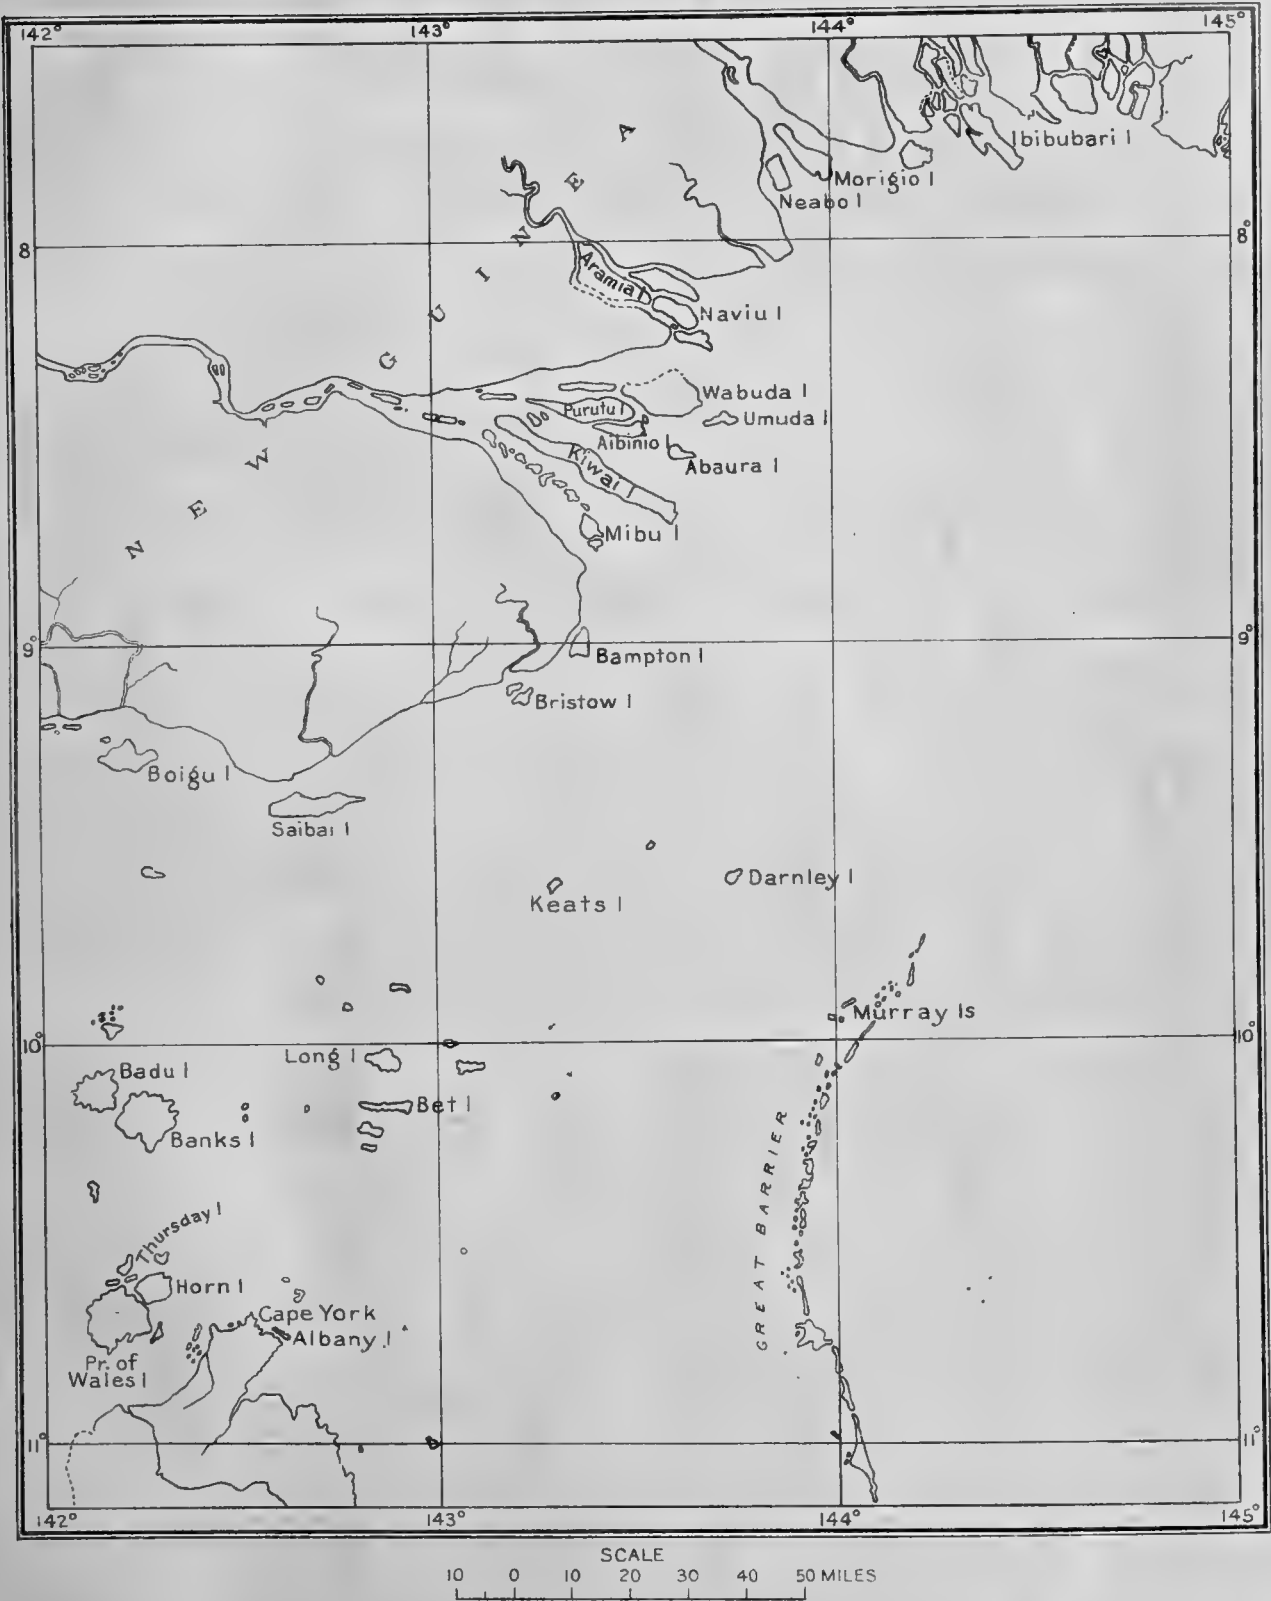 142° 143° 144° 145°
Ibibubari I
Morigio I
Neabo I
8° 8°
NEW GUINEA
Aramia I
Naviu I
Wabuda I
Purutu I
Umuda I
Aibinio I
Abaura I
Kiwai I
Mibu I
9° 9°
Bampton I
Bristow I
Boigu I
Saibai I
Darnley I
Keats I
Murray Is
10° 10°
Long I
Badu I
Bet I
Banks I
GREAT BARRIER
Thursday I
Horn I
Cape York
Albany I
Pr. of
Wales I
11° 11°
142° 143° 144° 145°
SCALE
10 0 10 20 30 40 50 MILES